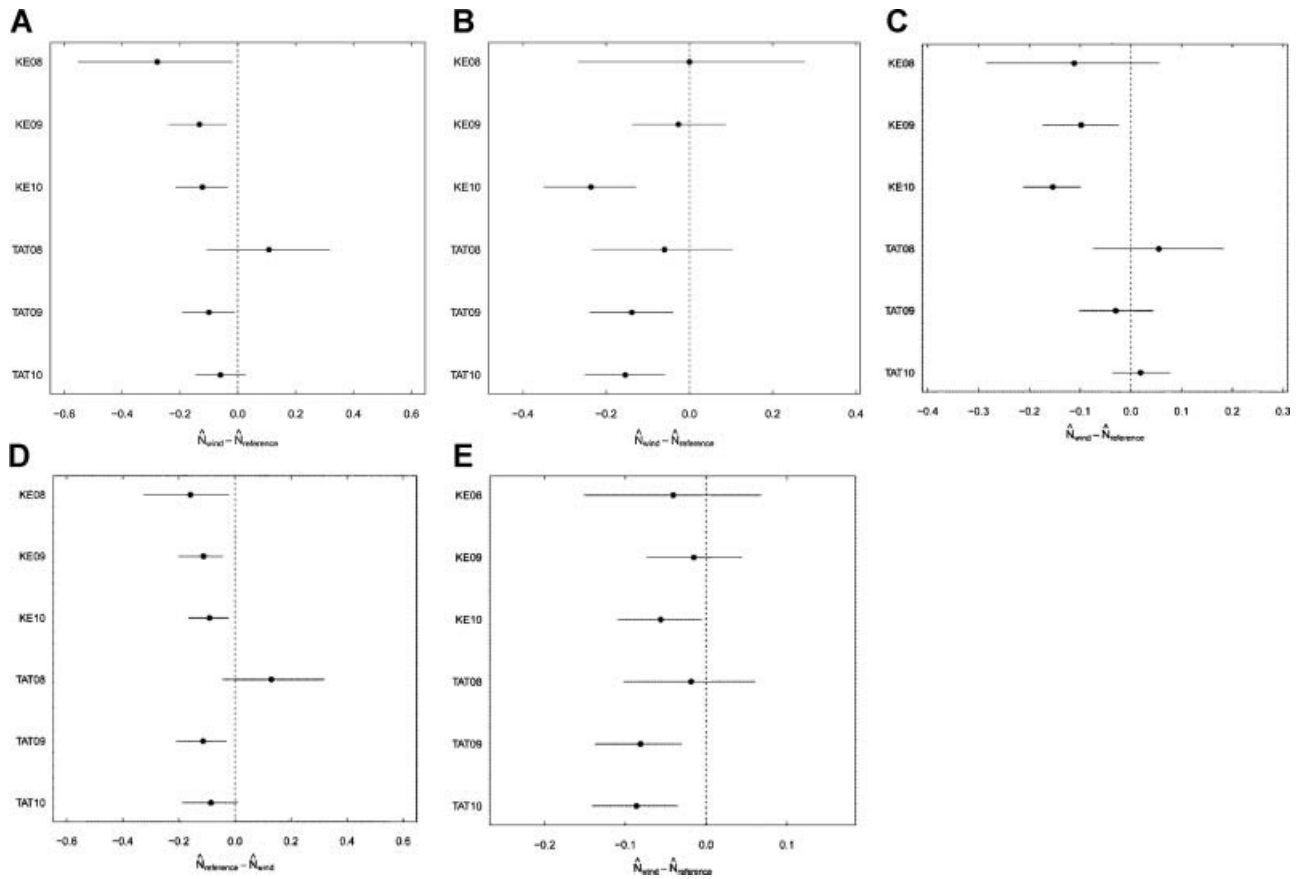 A
KE08
KE09
KE10
TAT08
TAT09
TAT10
−0.6 −0.4 −0.2 0.0 0.2 0.4 0.6
N̂wind − N̂reference
B
KE08
KE09
KE10
TAT08
TAT09
TAT10
−0.4 −0.2 0.0 0.2 0.4
N̂wind − N̂reference
C
KE08
KE09
KE10
TAT08
TAT09
TAT10
−0.4 −0.3 −0.2 −0.1 0.0 0.1 0.2 0.3
N̂wind − N̂reference
D
KE08
KE09
KE10
TAT08
TAT09
TAT10
−0.6 −0.4 −0.2 0.0 0.2 0.4 0.6
N̂reference − N̂wind
E
KE08
KE09
KE10
TAT08
TAT09
TAT10
−0.2 −0.1 0.0 0.1
N̂wind − N̂reference